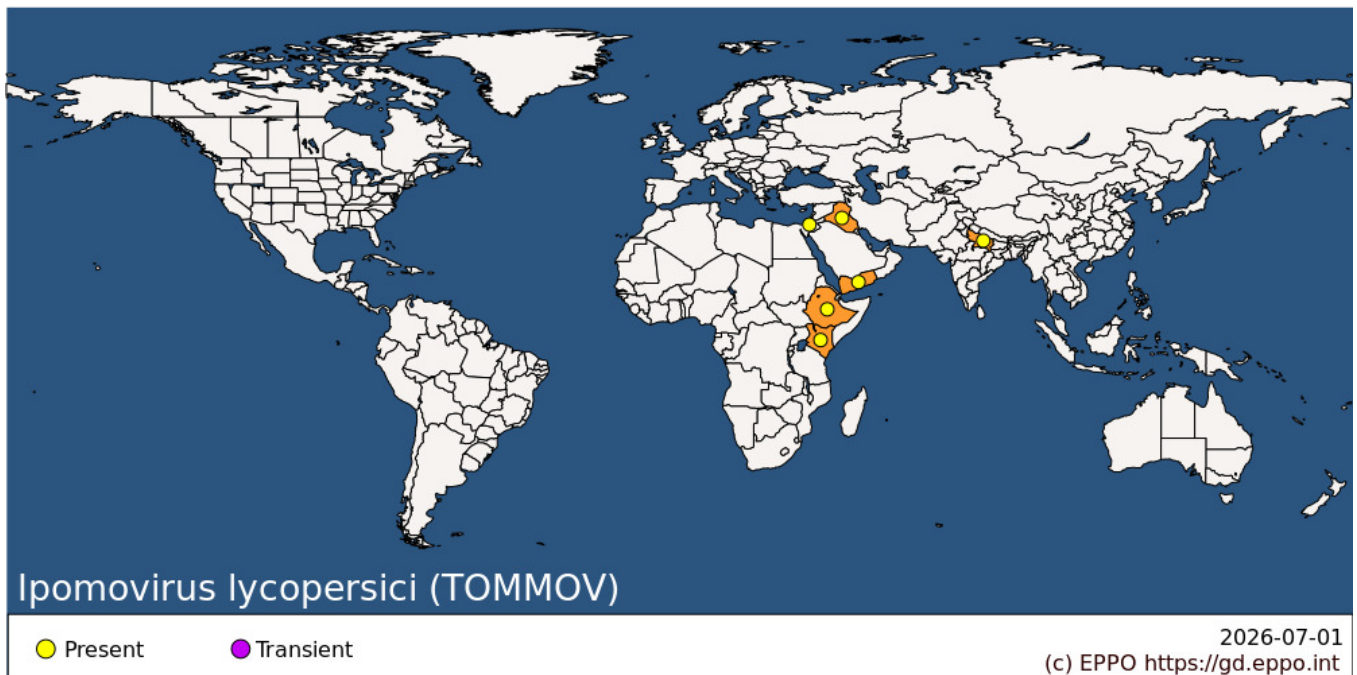 Ipomovirus lycopersici (TOMMOV)
Present
Transient
2026-07-01
(c) EPPO https://gd.eppo.int